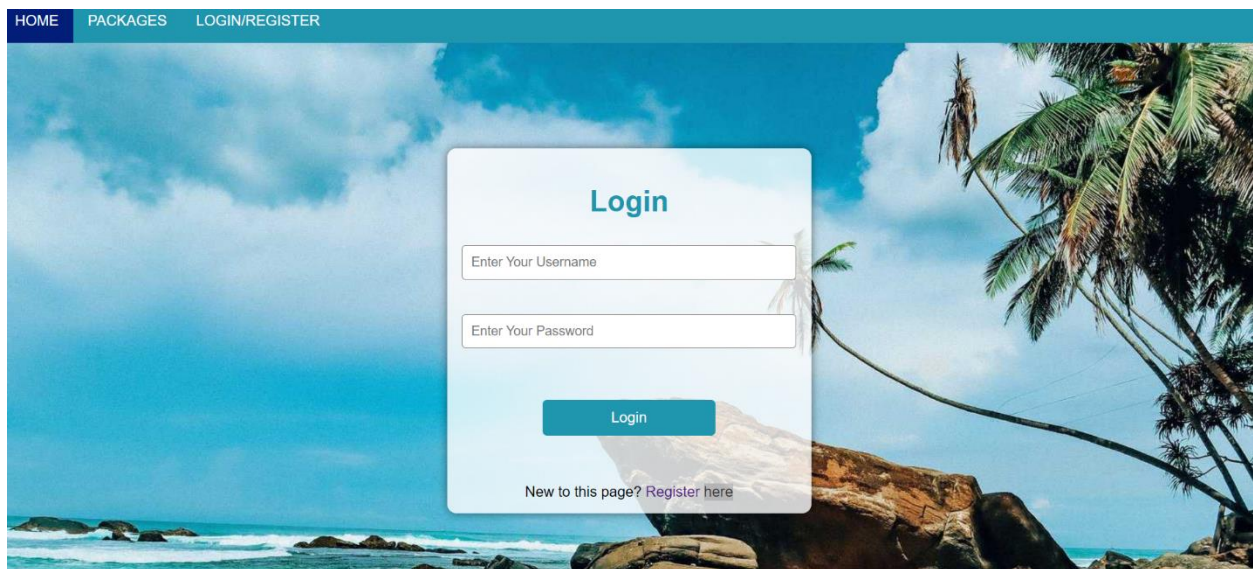 HOME PACKAGES LOGIN/REGISTER
Login
Enter Your Username
Enter Your Password
Login
New to this page? Register here